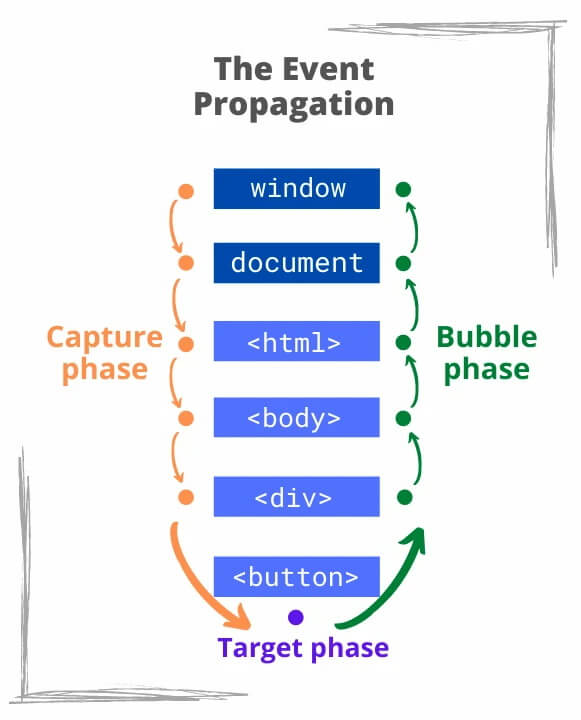 The Event
Propagation
window
document
Capture
phase
<html>
Bubble
phase
<body>
<div>
<button>
Target phase